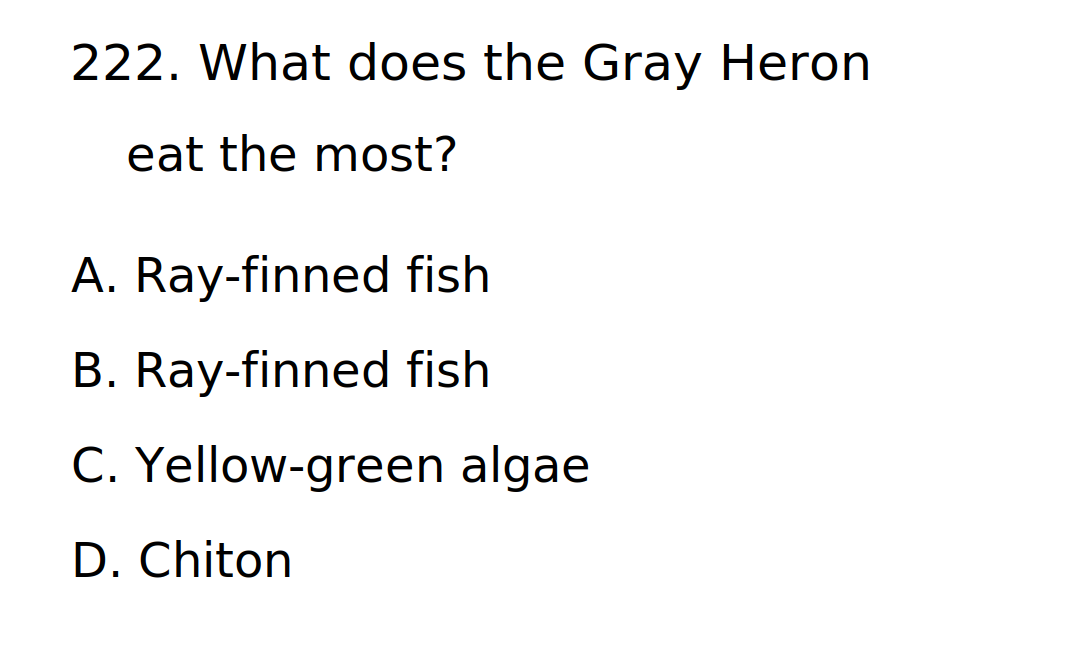 222. What does the Gray Heron
eat the most?
A. Ray-finned fish
B. Ray-finned fish
C. Yellow-green algae
D. Chiton